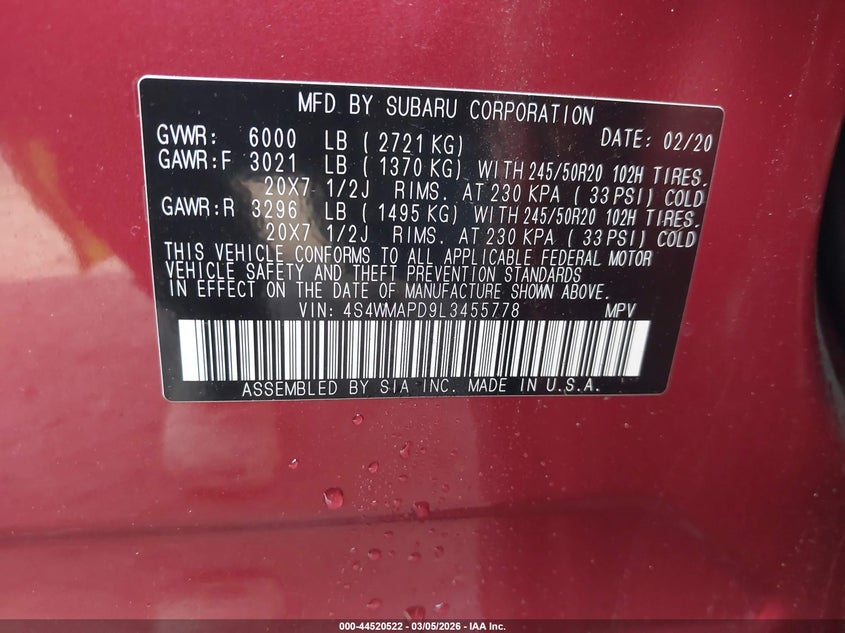 MFD BY SUBARU CORPORATION
GVWR: 6000 LB ( 2721 KG) DATE: 02/20
GAWR:F 3021 LB ( 1370 KG) WITH 245/50R20 102H TIRES.
20X7 1/2J RIMS. AT 230 KPA ( 33 PSI) COLD
GAWR:R 3296 LB ( 1495 KG) WITH 245/50R20 102H TIRES.
20X7 1/2J RIMS. AT 230 KPA ( 33 PSI) COLD
THIS VEHICLE CONFORMS TO ALL APPLICABLE FEDERAL MOTOR
VEHICLE SAFETY AND THEFT PREVENTION STANDARDS
IN EFFECT ON THE DATE OF MANUFACTURE SHOWN ABOVE.
VIN: 4S4WMAPD9L3455778 MPV
ASSEMBLED BY SIA INC. MADE IN U.S.A.
000-44520522 — 03/05/2026 - IAA Inc.